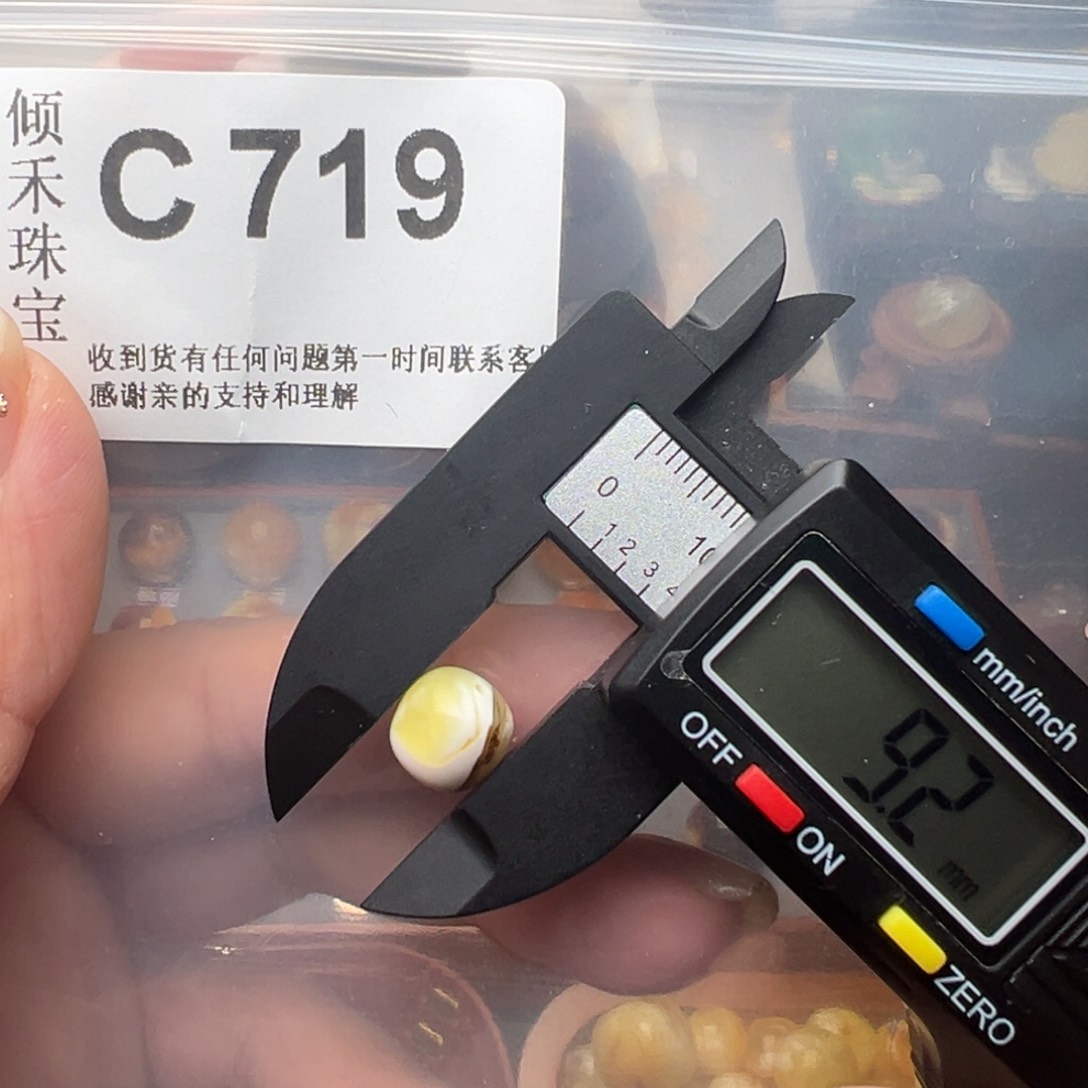 倾禾珠宝
C 719
收到货有任何问题第一时间联系客
感谢亲的支持和理解
0
10
1 2 3 4
mm/inch
OFF
ON
9.2
mm
ZERO